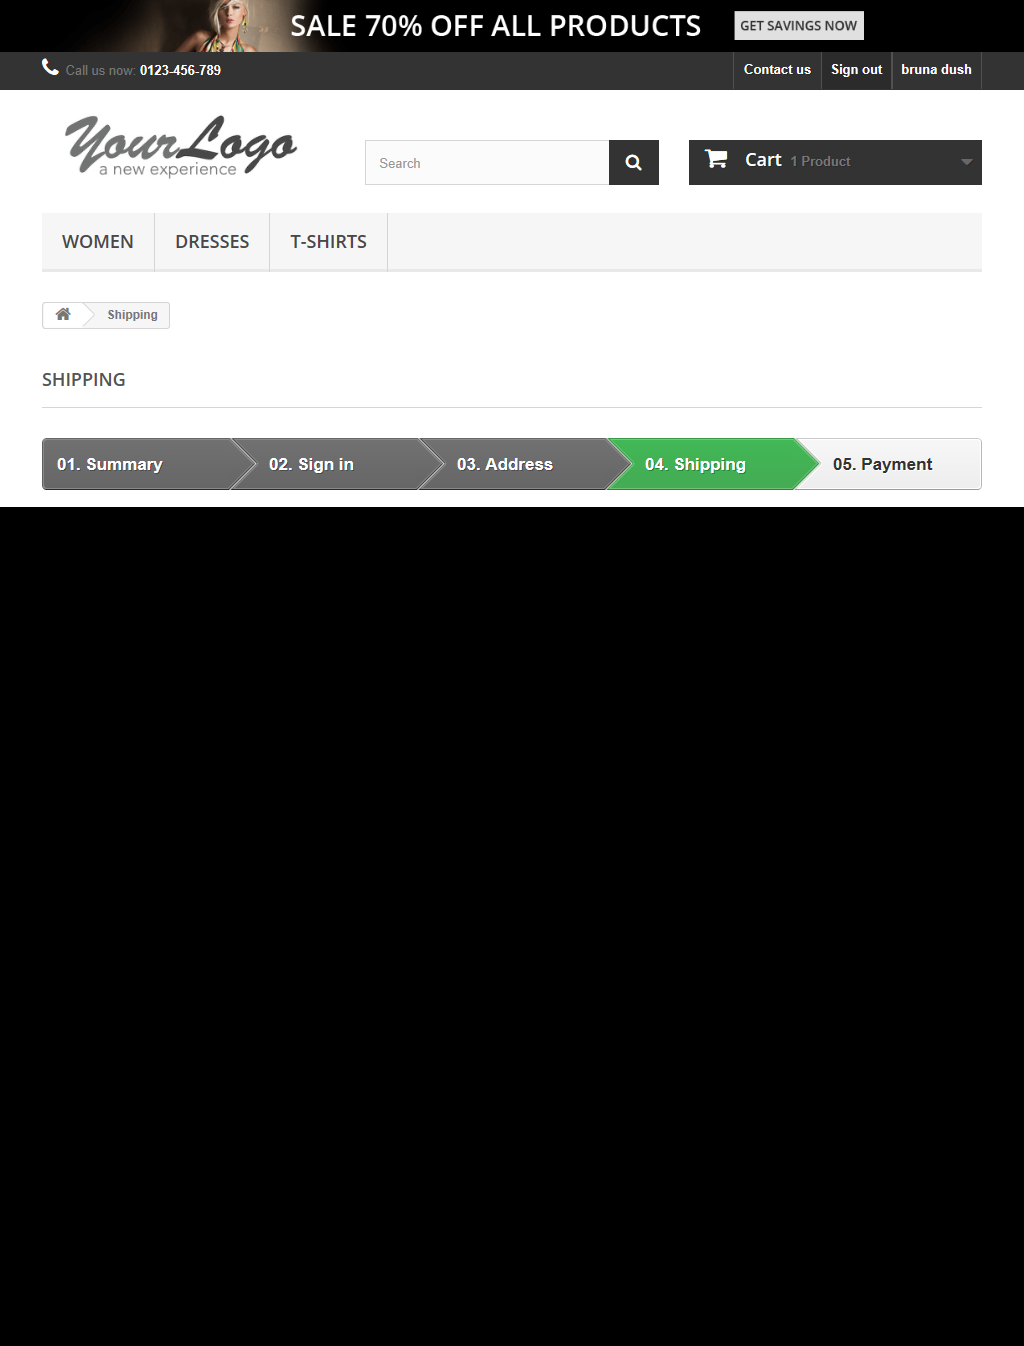 SALE 70% OFF ALL PRODUCTS GET SAVINGS NOW
Call us now: 0123-456-789 Contact us Sign out bruna dush
YourLogo
a new experience
Search
Cart 1 Product
WOMEN DRESSES T-SHIRTS
Shipping
SHIPPING
01. Summary 02. Sign in 03. Address 04. Shipping 05. Payment